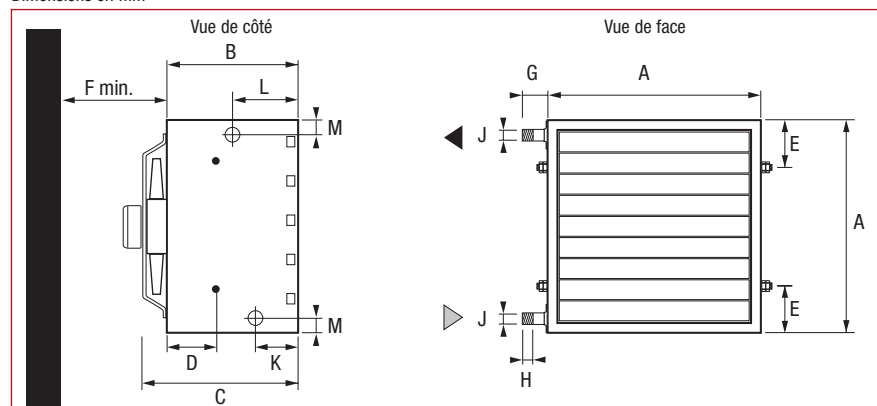 Dimensions en mm
Vue de côté
Vue de face
B
G
A
F min.
L
M
J
E
A
M
J
E
D
K
H
C